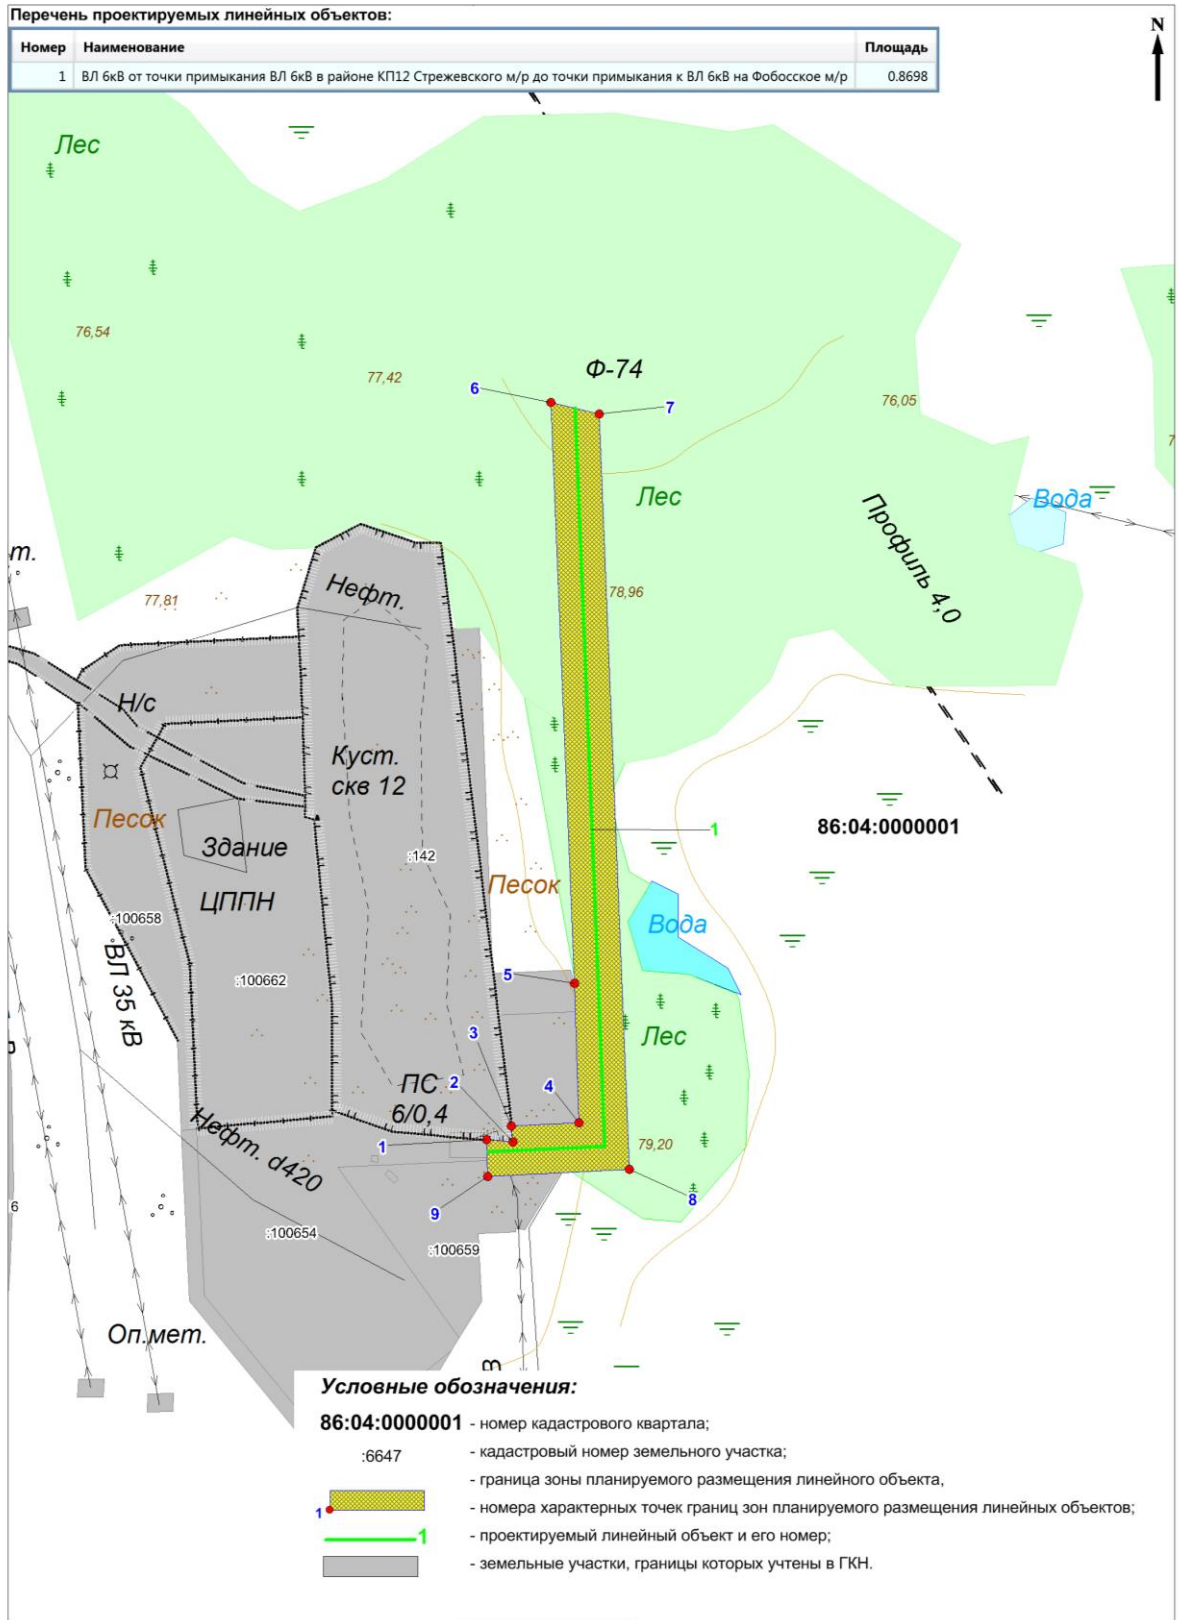 Перечень проектируемых линейных объектов:
Номер Наименование Площадь
1 ВЛ 6кВ от точки примыкания ВЛ 6кВ в районе КП12 Стрежевского м/р до точки примыкания к ВЛ 6кВ на Фобосское м/р 0.8698
N
Лес
76,54
77,42
Ф-74
6
7
76,05
Лес
Вода
7
Профиль 4,0
т.
Нефт.
77,81
78,96
Н/с
Куст.
скв 12
Песок
Здание
1
86:04:0000001
:142
Песок
ЦППН
:100658
Вода
ВЛ 35 кВ
:100662
5
3
Лес
2
ПС
6/0,4
4
1
79,20
Нефт. d420
8
9
6
:100654
:100659
Оп.мет.
В
Условные обозначения:
86:04:0000001 - номер кадастрового квартала;
:6647 - кадастровый номер земельного участка;
- граница зоны планируемого размещения линейного объекта,
1 - номера характерных точек границ зон планируемого размещения линейных объектов;
1 - проектируемый линейный объект и его номер;
- земельные участки, границы которых учтены в ГКН.